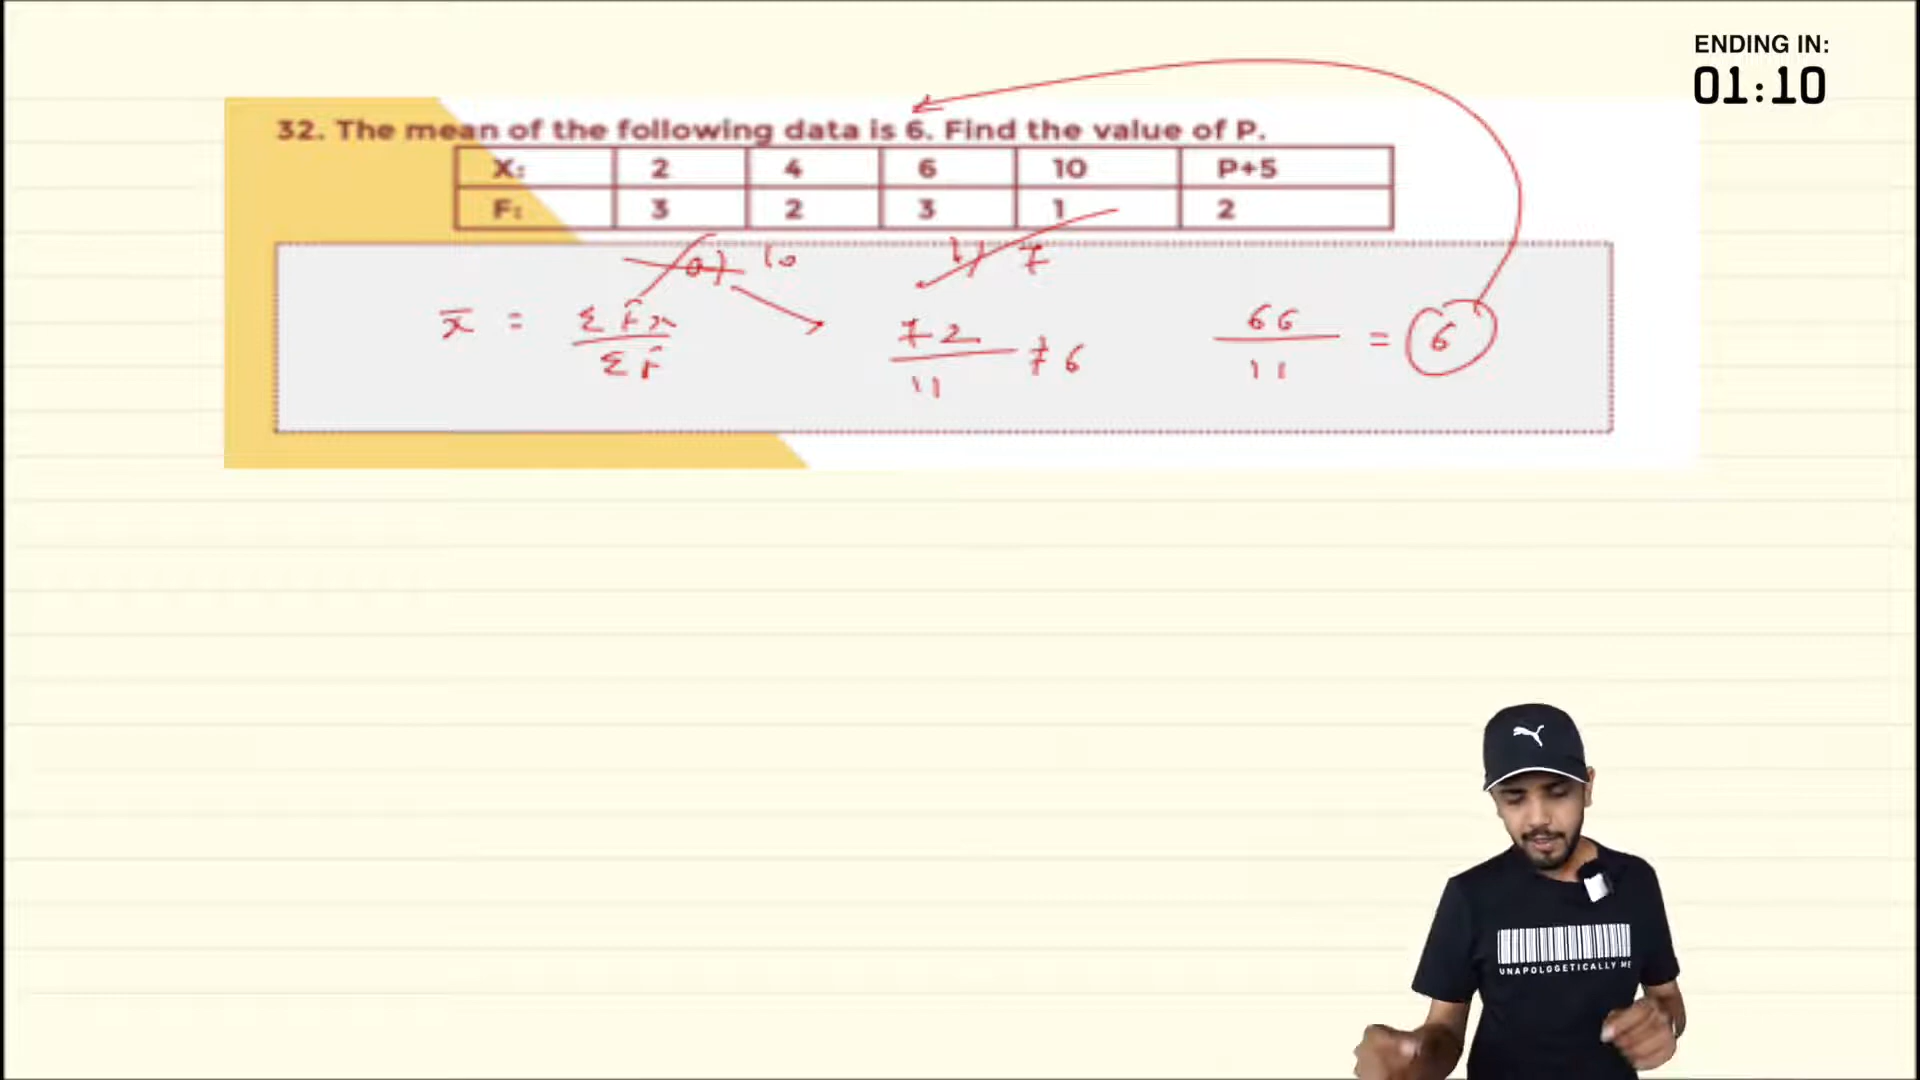 ENDING IN:
01:10
32. The mean of the following data is 6. Find the value of P.
X: 2 4 6 10 P+5
F: 3 2 3 1 2
a) 10 b) 7
x̄ = Σfx / Σf
72 / 11 ≠ 6
66 / 11 = 6
UNAPOLOGETICALLY ME